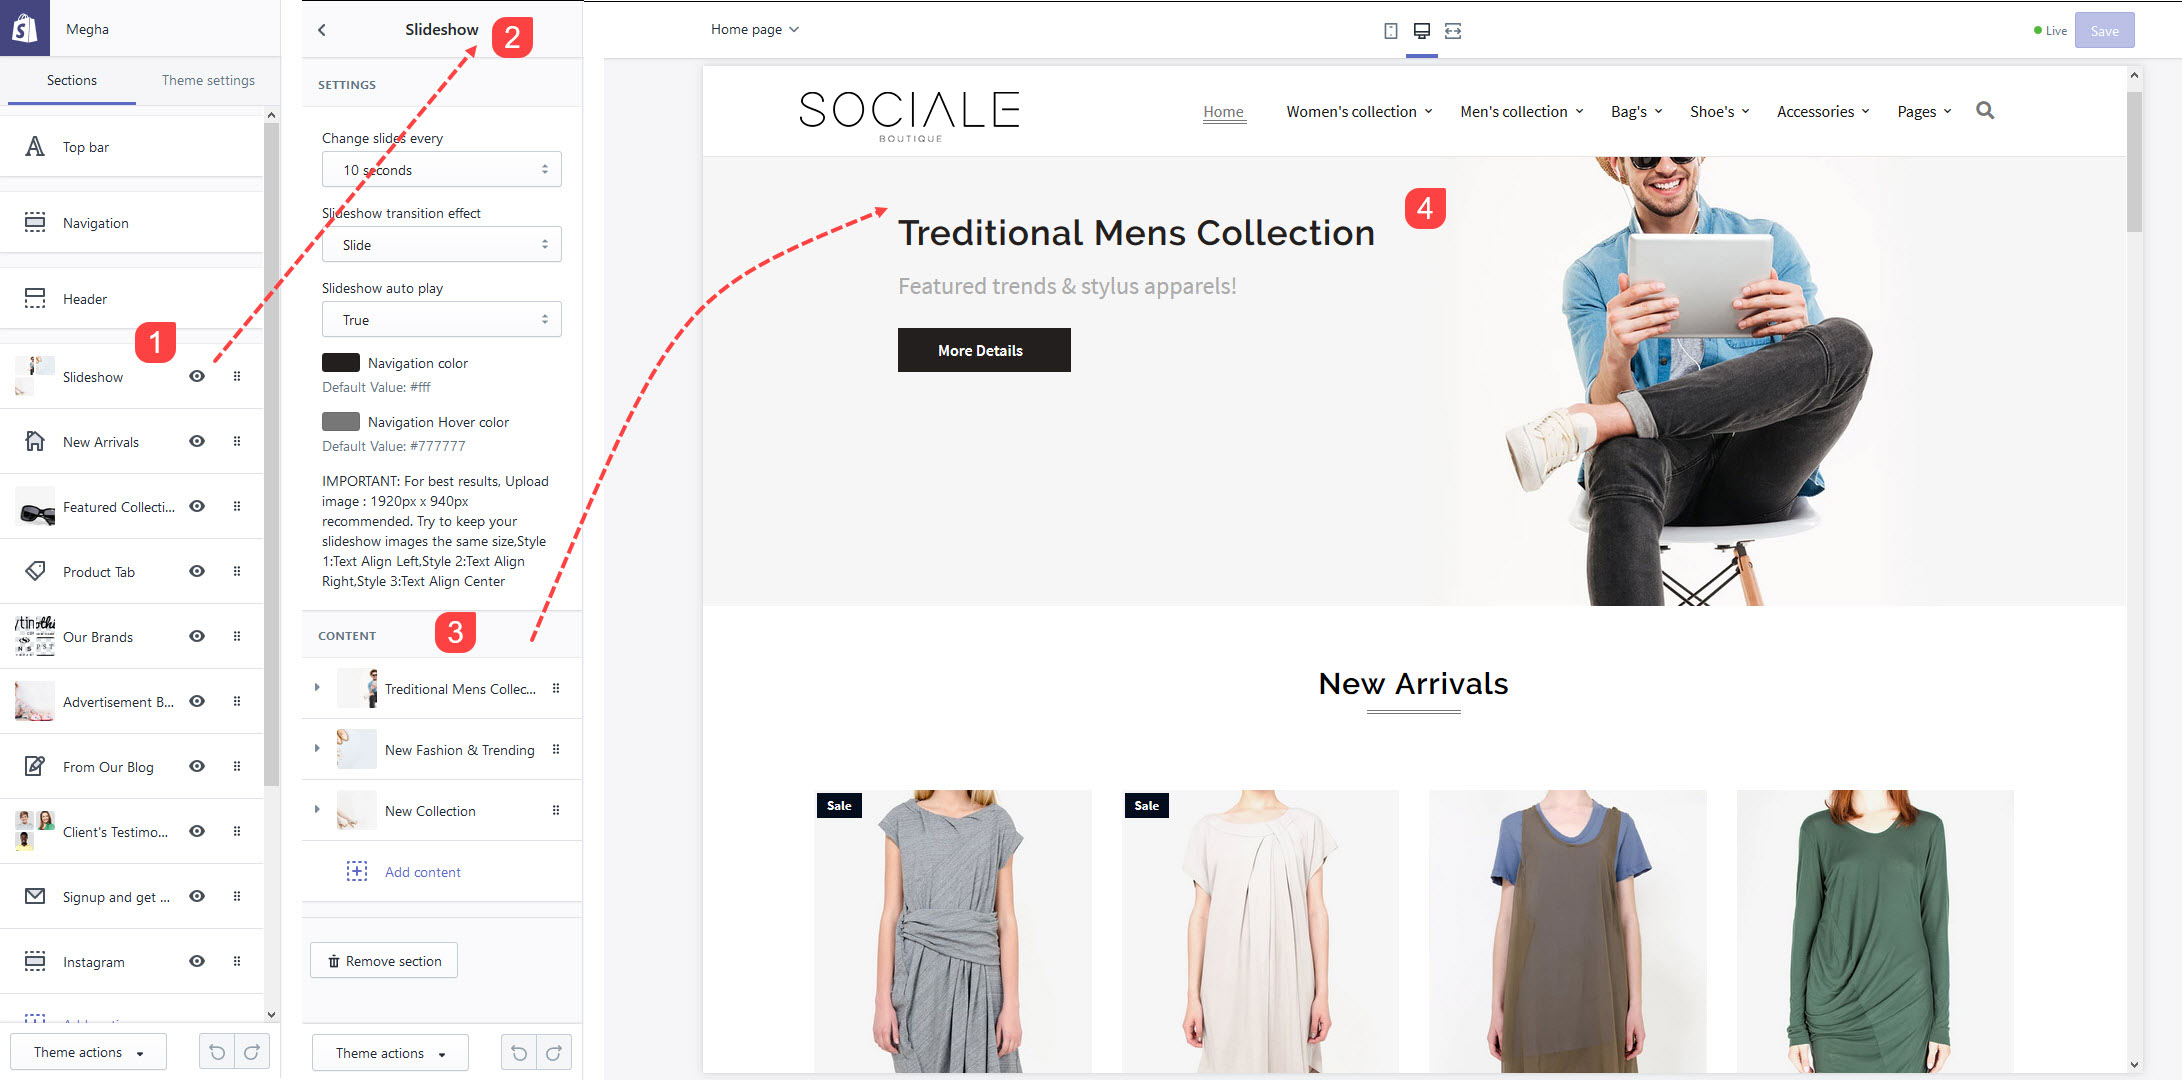 Megha
Sections
Theme settings
Top bar
Navigation
Header
1
Slideshow
New Arrivals
Featured Collecti...
Product Tab
Our Brands
Advertisement B...
From Our Blog
Client's Testimo...
Signup and get ...
Instagram
Theme actions
Slideshow
2
SETTINGS
Change slides every
10 seconds
Slideshow transition effect
Slide
Slideshow auto play
True
Navigation color
Default Value: #fff
Navigation Hover color
Default Value: #777777
IMPORTANT: For best results, Upload
image : 1920px x 940px
recommended. Try to keep your
slideshow images the same size,Style
1:Text Align Left,Style 2:Text Align
Right,Style 3:Text Align Center
CONTENT
3
Treditional Mens Collec...
New Fashion & Trending
New Collection
Add content
Remove section
Theme actions
Home page
Live
Save
SOCIALE
BOUTIQUE
Home
Women's collection
Men's collection
Bag's
Shoe's
Accessories
Pages
4
Treditional Mens Collection
Featured trends & stylus apparels!
More Details
New Arrivals
Sale
Sale